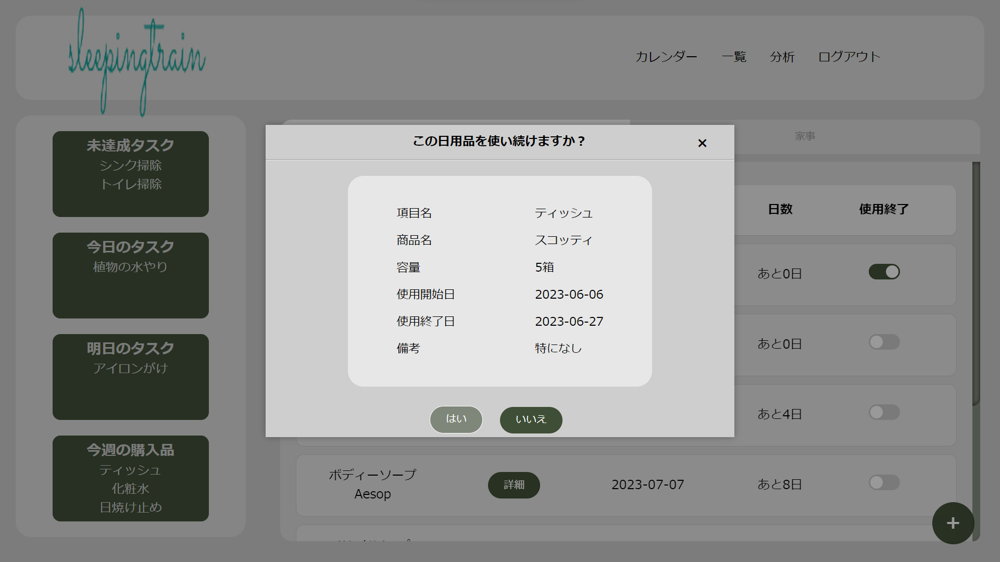 sleepingtrain
カレンダー 一覧 分析 ログアウト
未達成タスク
シンク掃除
トイレ掃除
今日のタスク
植物の水やり
明日のタスク
アイロンがけ
今週の購入品
ティッシュ
化粧水
日焼け止め
家事
日数 使用終了
あと0日
あと0日
あと4日
ボディーソープ
Aesop
詳細 2023-07-07 あと8日
+
この日用品を使い続けますか？ ×
項目名 ティッシュ
商品名 スコッティ
容量 5箱
使用開始日 2023-06-06
使用終了日 2023-06-27
備考 特になし
はい いいえ